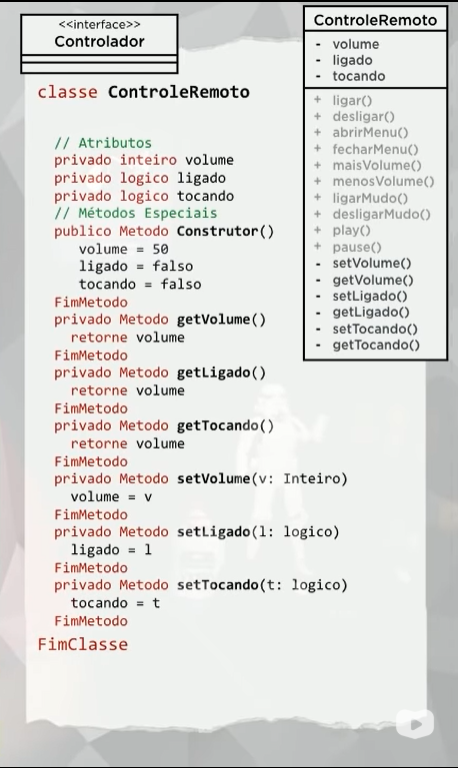 <<interface>>
Controlador
ControleRemoto
- volume
- ligado
- tocando
+ ligar()
+ desligar()
+ abrirMenu()
+ fecharMenu()
+ maisVolume()
+ menosVolume()
+ ligarMudo()
+ desligarMudo()
+ play()
+ pause()
- setVolume()
- getVolume()
- setLigado()
- getLigado()
- setTocando()
- getTocando()
classe ControleRemoto
// Atributos
privado inteiro volume
privado logico ligado
privado logico tocando
// Métodos Especiais
publico Metodo Construtor()
volume = 50
ligado = falso
tocando = falso
FimMetodo
privado Metodo getVolume()
retorne volume
FimMetodo
privado Metodo getLigado()
retorne volume
FimMetodo
privado Metodo getTocando()
retorne volume
FimMetodo
privado Metodo setVolume(v: Inteiro)
volume = v
FimMetodo
privado Metodo setLigado(l: logico)
ligado = l
FimMetodo
privado Metodo setTocando(t: logico)
tocando = t
FimMetodo
FimClasse